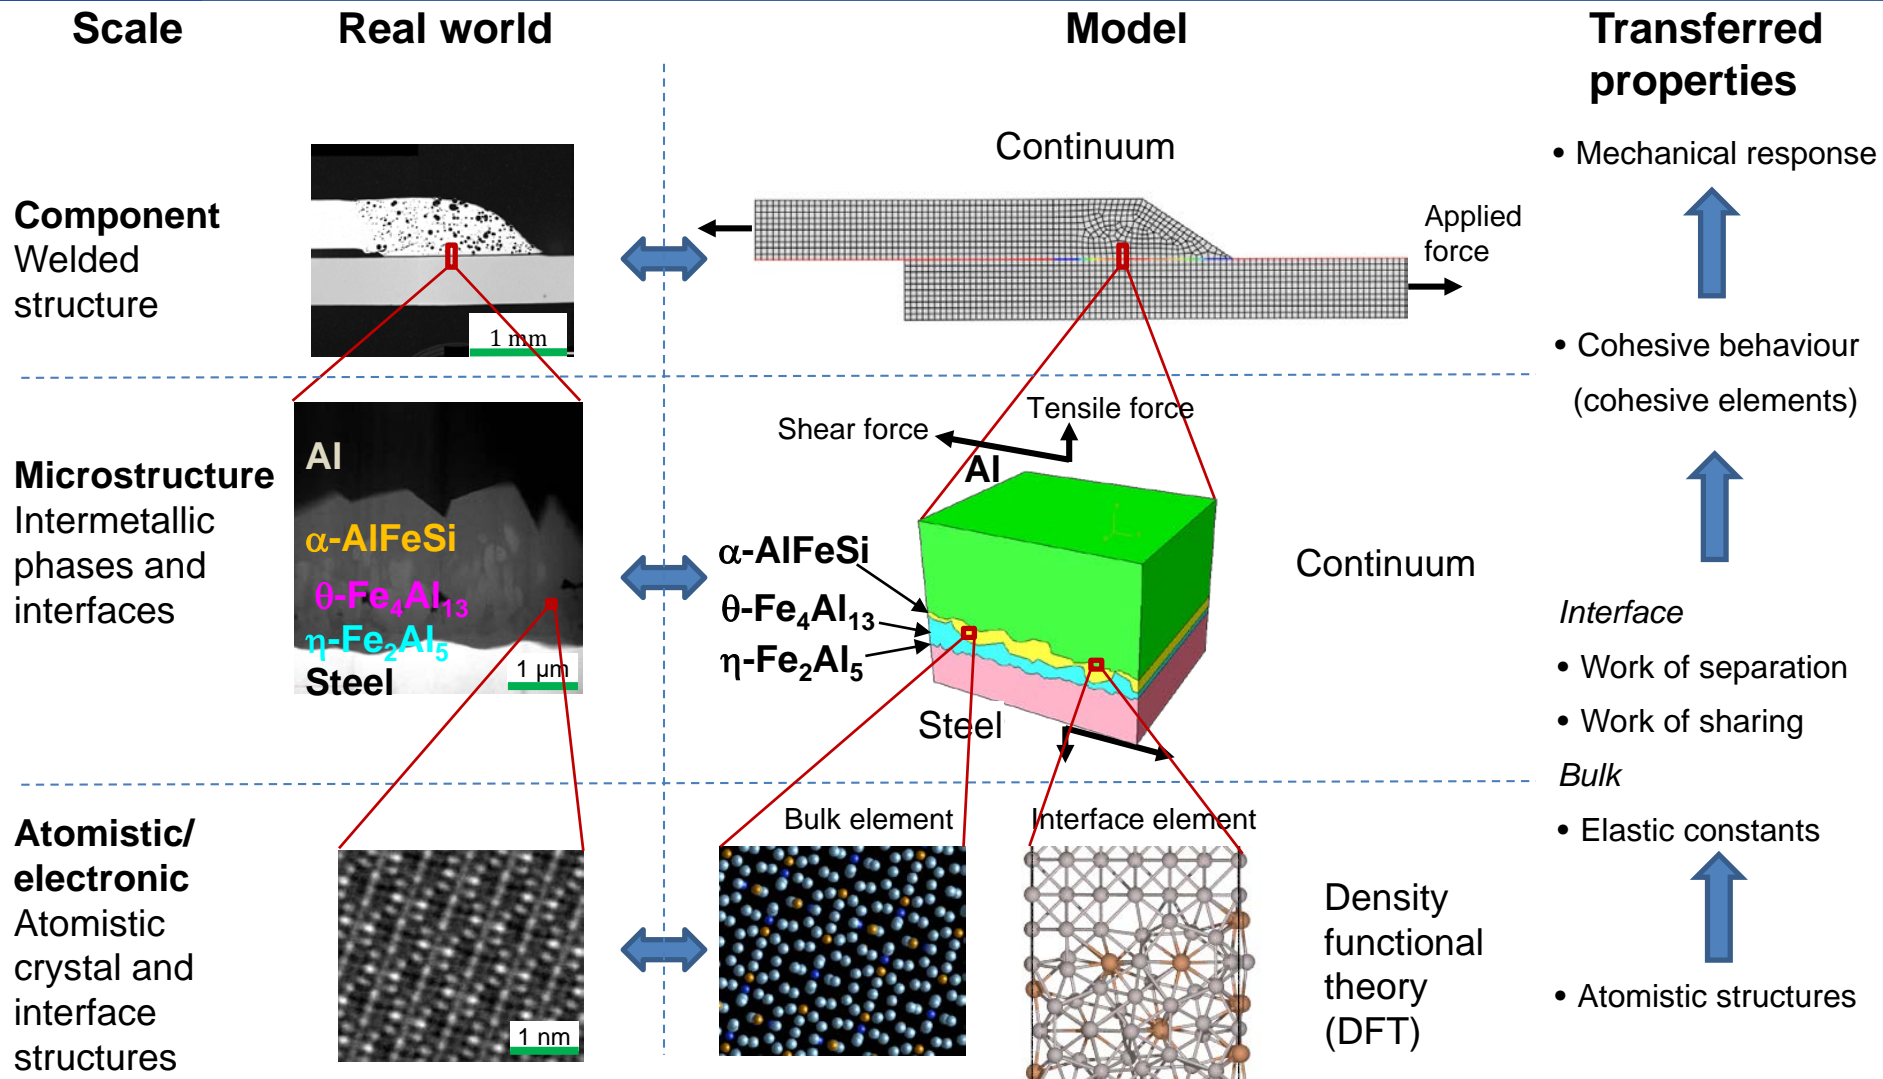 Scale
Real world
Model
Transferred
properties
Component
Welded
structure
1 mm
Continuum
Applied
force
• Mechanical response
• Cohesive behaviour
(cohesive elements)
Microstructure
Intermetallic
phases and
interfaces
Al
α-AlFeSi
θ-Fe₄Al₁₃
η-Fe₂Al₅
Steel
1 µm
Tensile force
Shear force
Al
α-AlFeSi
θ-Fe₄Al₁₃
η-Fe₂Al₅
Steel
Continuum
Interface
• Work of separation
• Work of sharing
Bulk
• Elastic constants
Atomistic/
electronic
Atomistic
crystal and
interface
structures
1 nm
Bulk element
Interface element
Density
functional
theory
(DFT)
• Atomistic structures